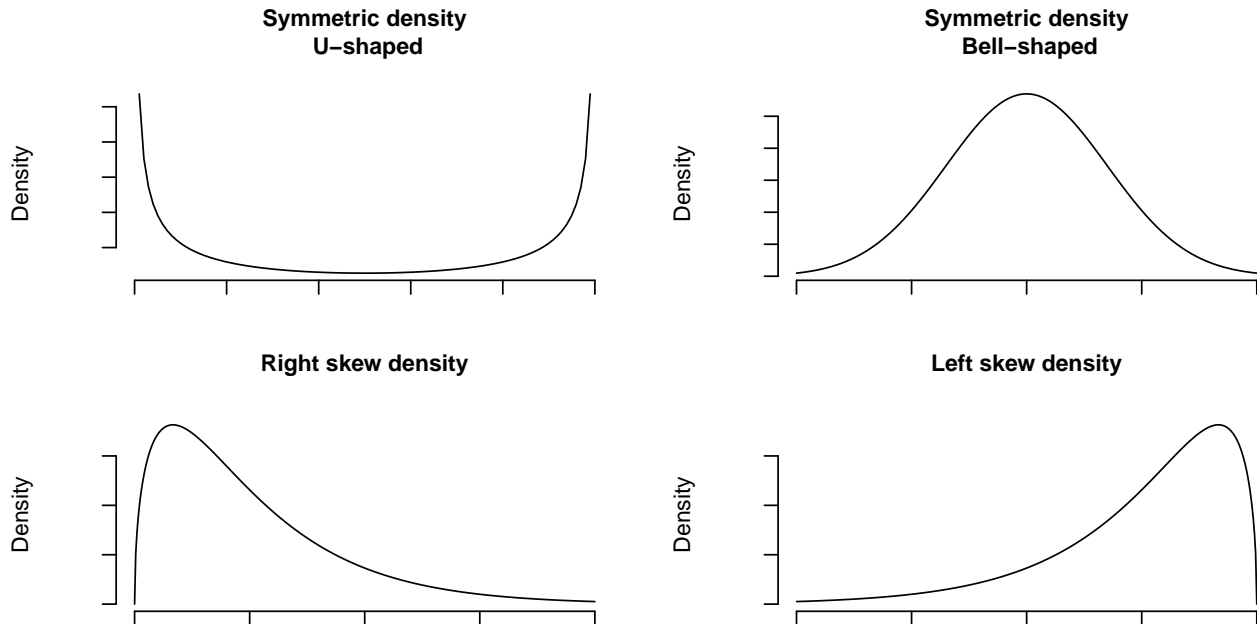 Symmetric density
U−shaped
Density
Symmetric density
Bell−shaped
Density
Right skew density
Density
Left skew density
Density